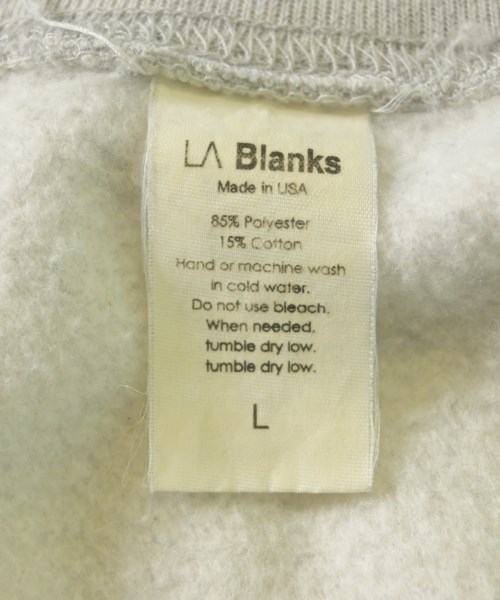 LA Blanks
Made in USA
85% Polyester
15% Cotton
Hand or machine wash
in cold water.
Do not use bleach.
When needed.
tumble dry low.
tumble dry low.
L